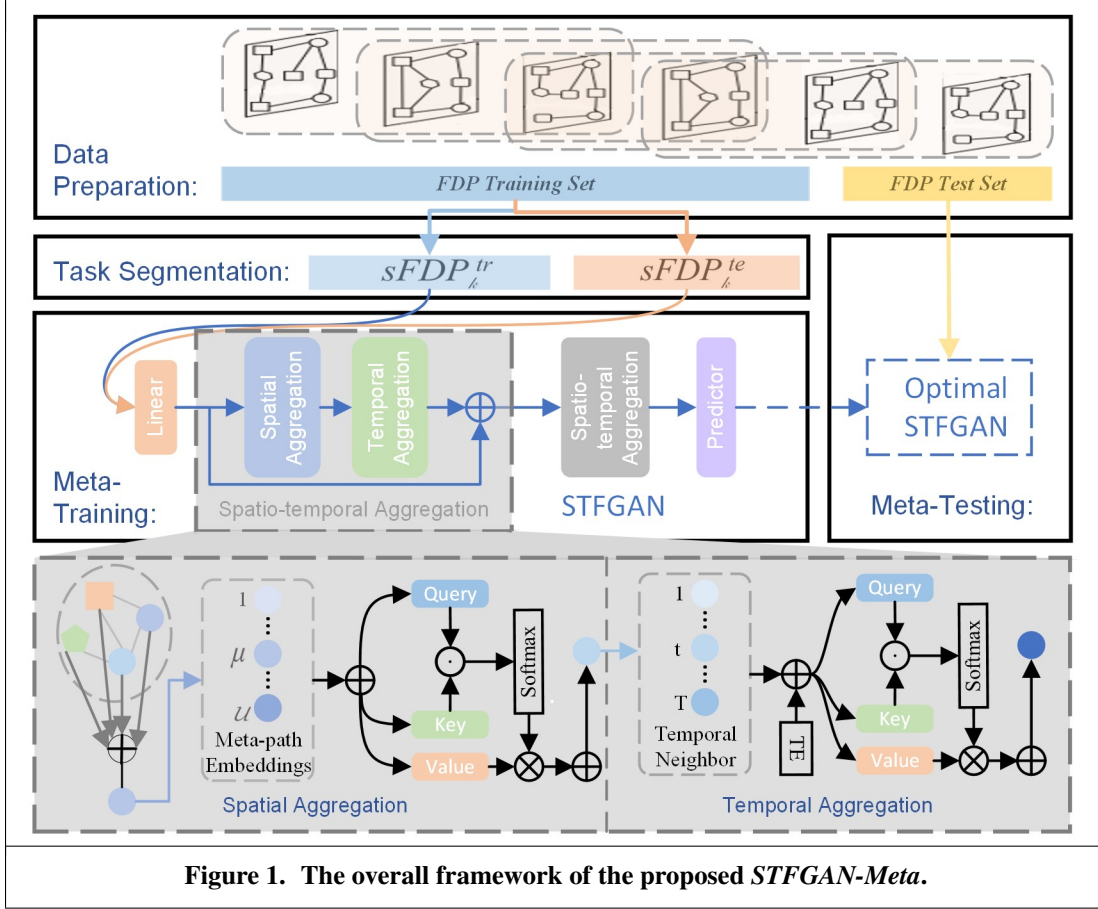 Data
Preparation:
FDP Training Set
FDP Test Set
Task Segmentation:
sFDP_k^tr
sFDP_k^te
Linear
Spatial
Aggregation
Temporal
Aggregation
Spatio-
temporal
Aggregation
Predictor
Optimal
STFGAN
Meta-
Training:
Spatio-temporal Aggregation
STFGAN
Meta-Testing:
1
μ
u
Meta-path
Embeddings
Query
Key
Value
Softmax
Spatial Aggregation
1
t
T
Temporal
Neighbor
TE
Query
Key
Value
Softmax
Temporal Aggregation
Figure 1. The overall framework of the proposed STFGAN-Meta.